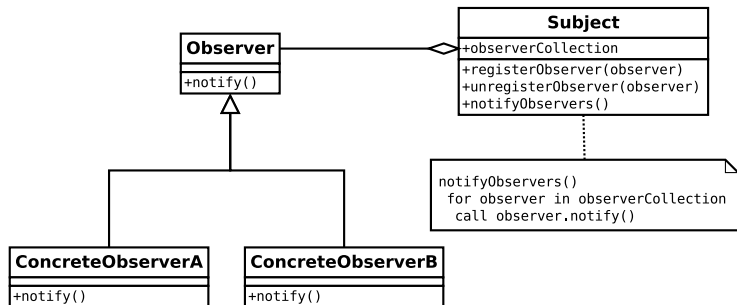 Observer
+notify()
Subject
+observerCollection
+registerObserver(observer)
+unregisterObserver(observer)
+notifyObservers()
notifyObservers()
for observer in observerCollection
call observer.notify()
ConcreteObserverA
+notify()
ConcreteObserverB
+notify()